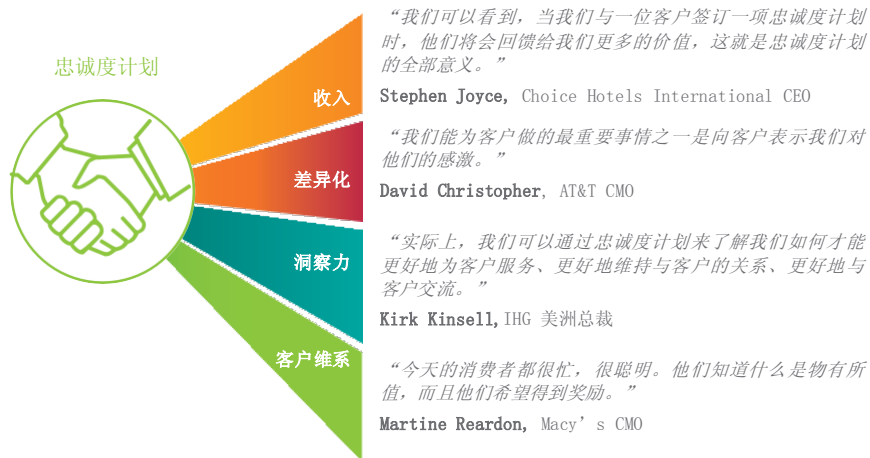 忠诚度计划
收入
“我们可以看到，当我们与一位客户签订一项忠诚度计划
时，他们将会回馈给我们更多的价值，这就是忠诚度计划
的全部意义。”
Stephen Joyce, Choice Hotels International CEO
差异化
“我们能为客户做的最重要事情之一是向客户表示我们对
他们的感激。”
David Christopher, AT&T CMO
洞察力
“实际上，我们可以通过忠诚度计划来了解我们如何才能
更好地为客户服务、更好地维持与客户的关系、更好地与
客户交流。”
Kirk Kinsell,IHG 美洲总裁
客户维系
“今天的消费者都很忙，很聪明。他们知道什么是物有所
值，而且他们希望得到奖励。”
Martine Reardon, Macy’s CMO